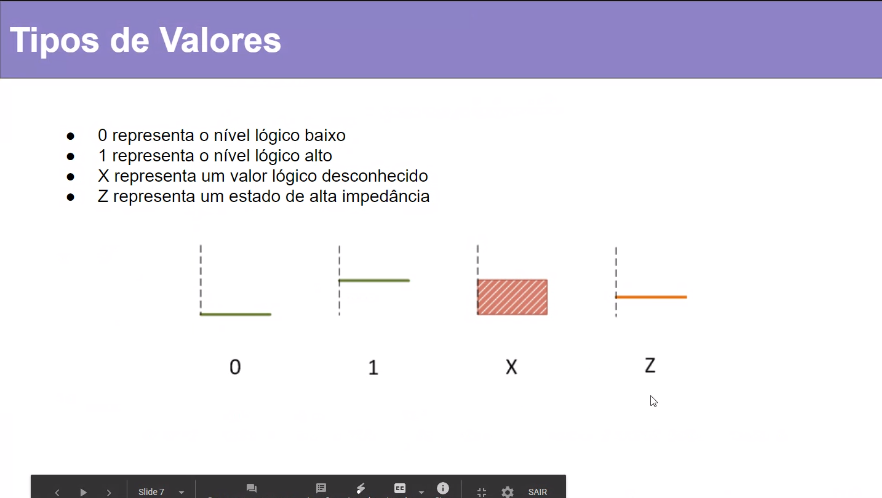 Tipos de Valores
● 0 representa o nível lógico baixo
● 1 representa o nível lógico alto
● X representa um valor lógico desconhecido
● Z representa um estado de alta impedância
0 1 X Z
Slide 7 CC SAIR